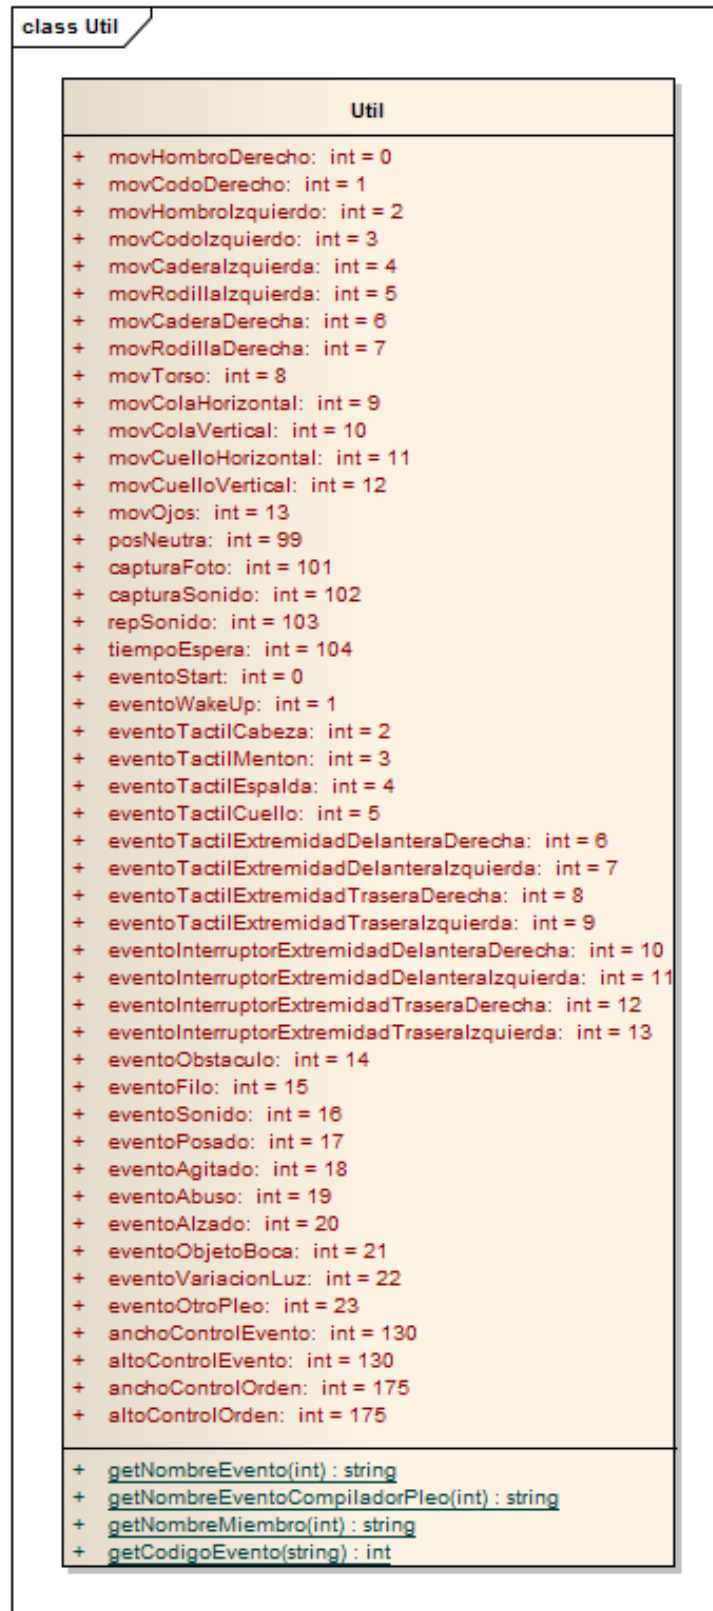 class Util
Util
+ movHombroDerecho: int = 0
+ movCodoDerecho: int = 1
+ movHombroIzquierdo: int = 2
+ movCodoIzquierdo: int = 3
+ movCaderaIzquierda: int = 4
+ movRodillaIzquierda: int = 5
+ movCaderaDerecha: int = 6
+ movRodillaDerecha: int = 7
+ movTorso: int = 8
+ movColaHorizontal: int = 9
+ movColaVertical: int = 10
+ movCuelloHorizontal: int = 11
+ movCuelloVertical: int = 12
+ movOjos: int = 13
+ posNeutra: int = 99
+ capturaFoto: int = 101
+ capturaSonido: int = 102
+ repSonido: int = 103
+ tiempoEspera: int = 104
+ eventoStart: int = 0
+ eventoWakeUp: int = 1
+ eventoTactilCabeza: int = 2
+ eventoTactilMenton: int = 3
+ eventoTactilEspalda: int = 4
+ eventoTactilCuello: int = 5
+ eventoTactilExtremidadDelanteraDerecha: int = 6
+ eventoTactilExtremidadDelanteraIzquierda: int = 7
+ eventoTactilExtremidadTraseraDerecha: int = 8
+ eventoTactilExtremidadTraseraIzquierda: int = 9
+ eventoInterruptorExtremidadDelanteraDerecha: int = 10
+ eventoInterruptorExtremidadDelanteraIzquierda: int = 11
+ eventoInterruptorExtremidadTraseraDerecha: int = 12
+ eventoInterruptorExtremidadTraseraIzquierda: int = 13
+ eventoObstaculo: int = 14
+ eventoFilo: int = 15
+ eventoSonido: int = 16
+ eventoPosado: int = 17
+ eventoAgitado: int = 18
+ eventoAbuso: int = 19
+ eventoAlzado: int = 20
+ eventoObjetoBoca: int = 21
+ eventoVariacionLuz: int = 22
+ eventoOtroPleo: int = 23
+ anchoControlEvento: int = 130
+ altoControlEvento: int = 130
+ anchoControlOrden: int = 175
+ altoControlOrden: int = 175
+ getNombreEvento(int) : string
+ getNombreEventoCompiladorPleo(int) : string
+ getNombreMiembro(int) : string
+ getCodigoEvento(string) : int